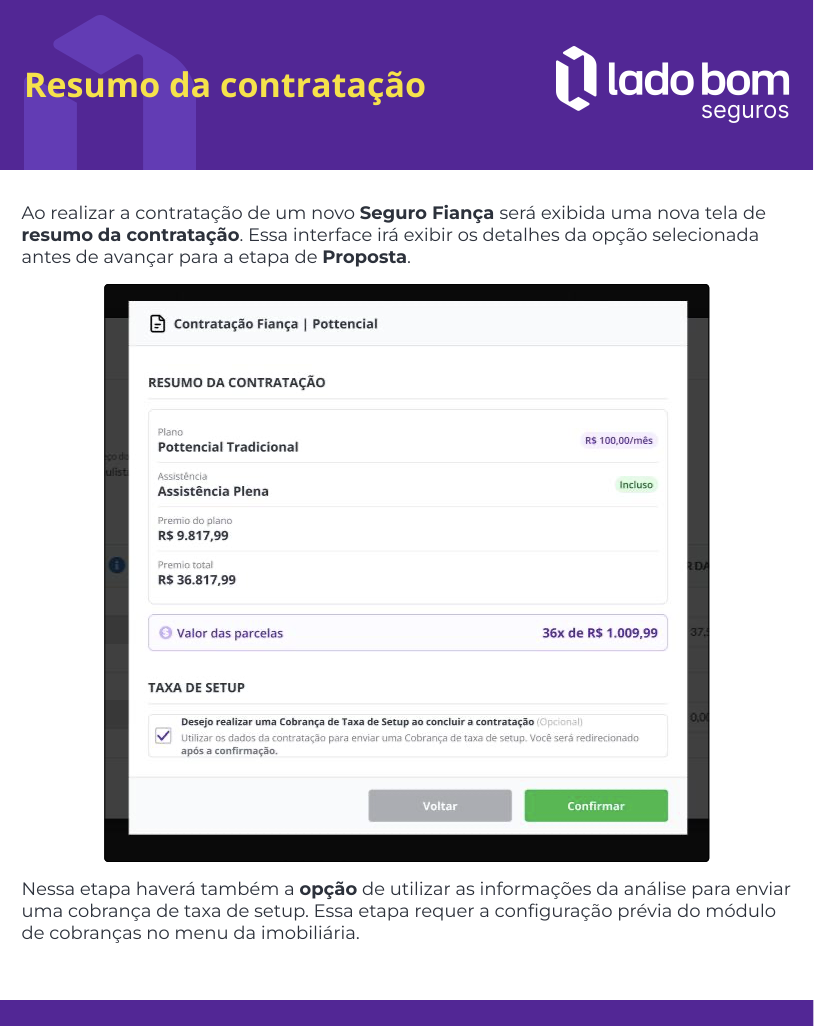 Resumo da contratação
lado bom
seguros
Ao realizar a contratação de um novo Seguro Fiança será exibida uma nova tela de
resumo da contratação. Essa interface irá exibir os detalhes da opção selecionada
antes de avançar para a etapa de Proposta.
Contratação Fiança | Pottencial
RESUMO DA CONTRATAÇÃO
Plano
Pottencial Tradicional
R$ 100,00/mês
Assistência
Assistência Plena
Incluso
Premio do plano
R$ 9.817,99
Premio total
R$ 36.817,99
Valor das parcelas
36x de R$ 1.009,99
TAXA DE SETUP
Desejo realizar uma Cobrança de Taxa de Setup ao concluir a contratação (Opcional)
Utilizar os dados da contratação para enviar uma Cobrança de taxa de setup. Você será redirecionado
após a confirmação.
Voltar
Confirmar
Nessa etapa haverá também a opção de utilizar as informações da análise para enviar
uma cobrança de taxa de setup. Essa etapa requer a configuração prévia do módulo
de cobranças no menu da imobiliária.